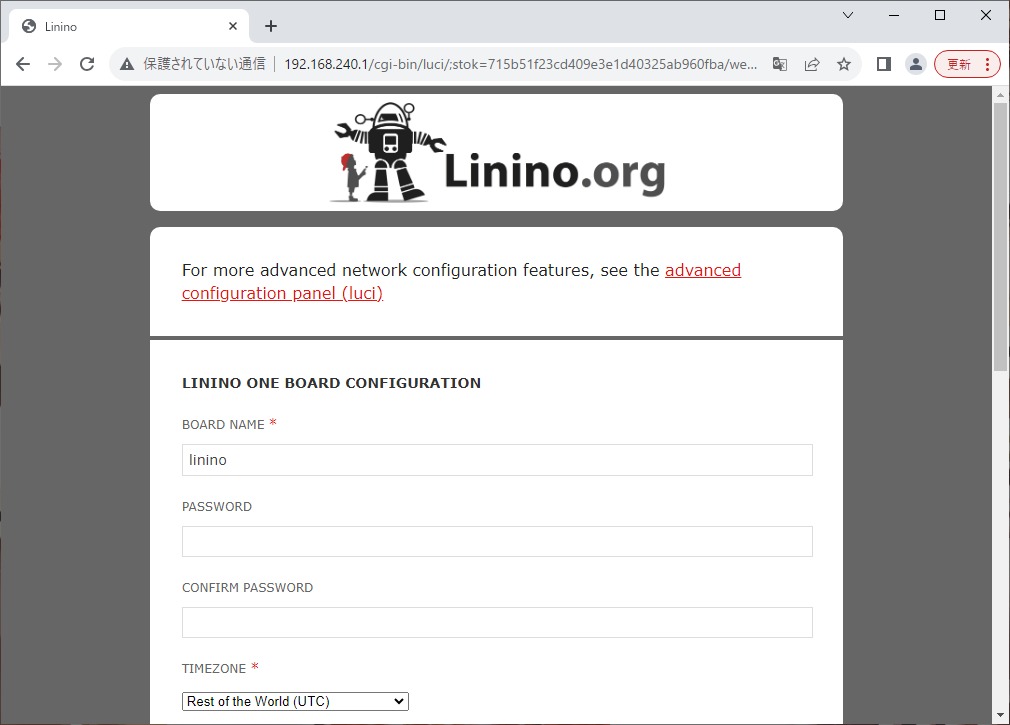 Linino
保護されていない通信
192.168.240.1/cgi-bin/luci/;stok=715b51f23cd409e3e1d40325ab960fba/we...
更新
Linino.org
For more advanced network configuration features, see the advanced
configuration panel (luci)
LININO ONE BOARD CONFIGURATION
BOARD NAME *
linino
PASSWORD
CONFIRM PASSWORD
TIMEZONE *
Rest of the World (UTC)